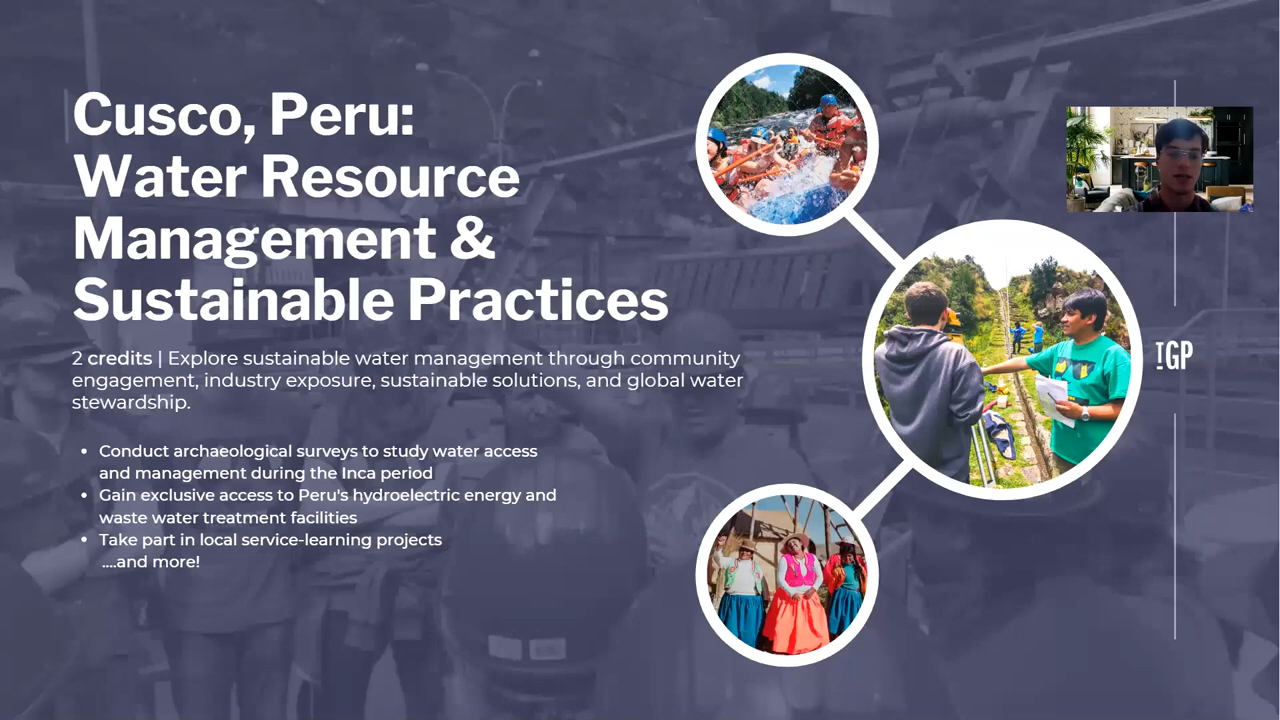 Cusco, Peru:
Water Resource
Management &
Sustainable Practices
2 credits | Explore sustainable water management through community
engagement, industry exposure, sustainable solutions, and global water
stewardship.
• Conduct archaeological surveys to study water access
and management during the Inca period
• Gain exclusive access to Peru's hydroelectric energy and
waste water treatment facilities
• Take part in local service-learning projects
....and more!
TGP